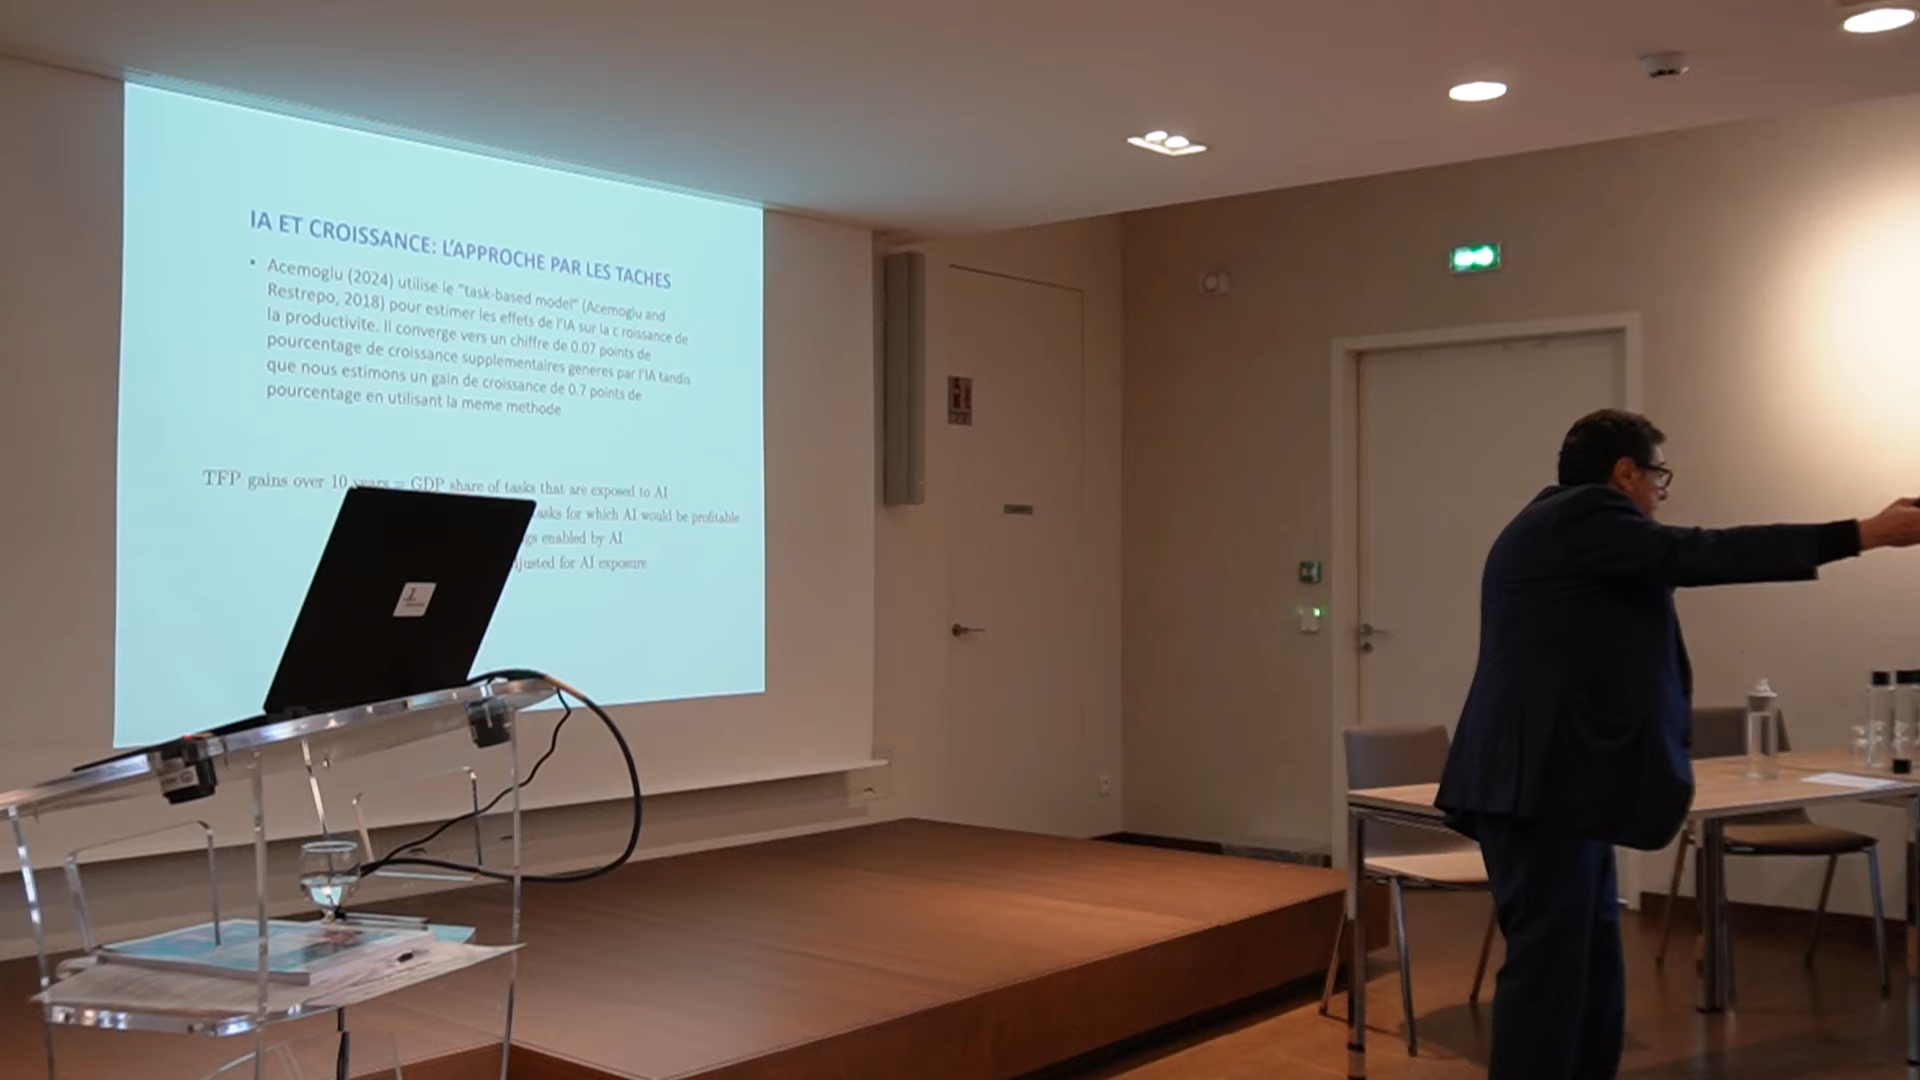 IA ET CROISSANCE: L'APPROCHE PAR LES TACHES
• Acemoglu (2024) utilise le "task-based model" (Acemoglu and
Restrepo, 2018) pour estimer les effets de l'IA sur la c roissance de
la productivite. Il converge vers un chiffre de 0.07 points de
pourcentage de croissance supplementaires generes par l'IA tandis
que nous estimons un gain de croissance de 0.7 points de
pourcentage en utilisant la meme methode
TFP gains over 10 years = GDP share of tasks that are exposed to AI
tasks for which AI would be profitable
enabled by AI
for AI exposure